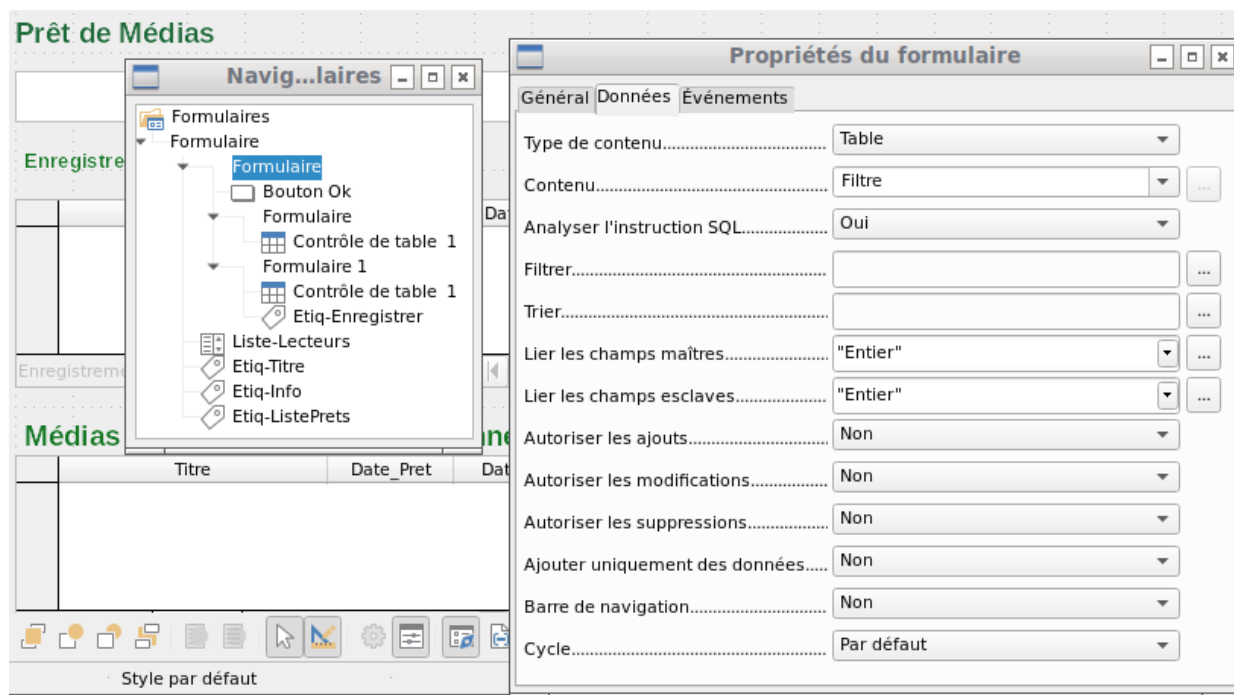 Prêt de Médias
Enregistre
Da
Enregistreme
Médias
nne
Titre Date_Pret Dat
Style par défaut
Navig...laires
Formulaires
Formulaire
Formulaire
Bouton Ok
Formulaire
Contrôle de table 1
Formulaire 1
Contrôle de table 1
Etiq-Enregistrer
Liste-Lecteurs
Etiq-Titre
Etiq-Info
Etiq-ListePrets
Propriétés du formulaire
Général Données Événements
Type de contenu................................... Table
Contenu................................................ Filtre ...
Analyser l'instruction SQL.................. Oui
Filtrer..................................................... ...
Trier....................................................... ...
Lier les champs maîtres...................... "Entier" ...
Lier les champs esclaves.................... "Entier" ...
Autoriser les ajouts............................. Non
Autoriser les modifications................ Non
Autoriser les suppressions................. Non
Ajouter uniquement des données..... Non
Barre de navigation............................. Non
Cycle..................................................... Par défaut